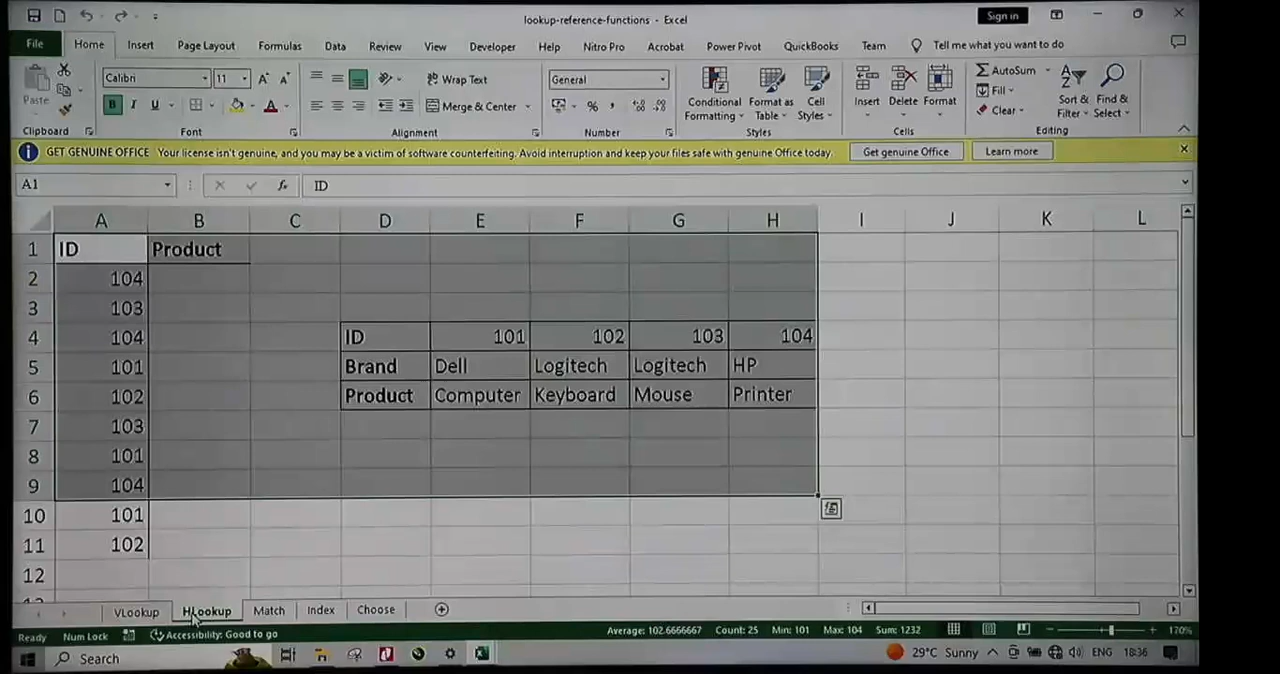 lookup-reference-functions - Excel
Sign in
File Home Insert Page Layout Formulas Data Review View Developer Help Nitro Pro Acrobat Power Pivot QuickBooks Team Tell me what you want to do
Paste
Calibri 11
B I U
Wrap Text
Merge & Center
General
Conditional Formatting
Format as Table
Cell Styles
Insert Delete Format
AutoSum
Fill
Clear
Sort & Filter
Find & Select
Clipboard Font Alignment Number Styles Cells Editing
GET GENUINE OFFICE Your license isn't genuine, and you may be a victim of software counterfeiting. Avoid interruption and keep your files safe with genuine Office today. Get genuine Office Learn more
A1 fx ID
A B C D E F G H I J K L
1 ID Product
2 104
3 103
4 104 ID 101 102 103 104
5 101 Brand Dell Logitech Logitech HP
6 102 Product Computer Keyboard Mouse Printer
7 103
8 101
9 104
10 101
11 102
12
VLookup HLookup Match Index Choose
Ready Num Lock Accessibility: Good to go Average: 102.6666667 Count: 25 Min: 101 Max: 104 Sum: 1232 170%
Search 29°C Sunny ENG 18:36